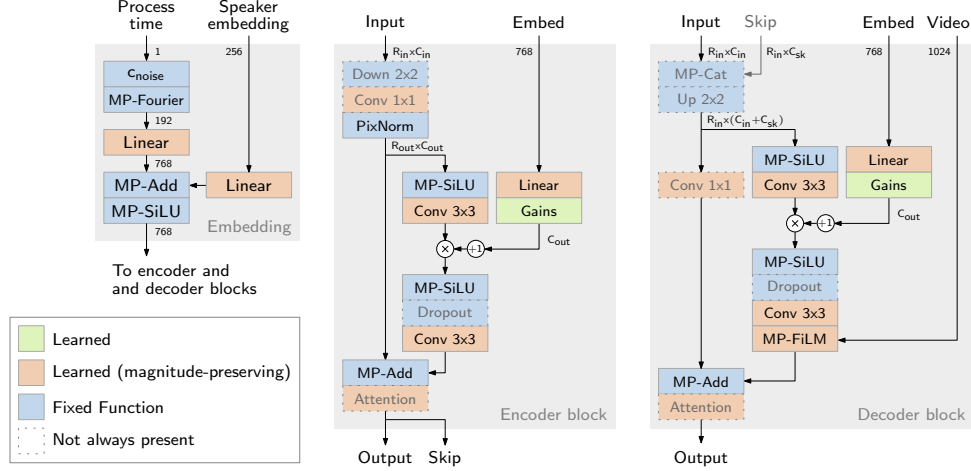 Process
time
Speaker
embedding
1
256
c_noise
MP-Fourier
192
Linear
768
MP-Add
Linear
MP-SiLU
Embedding
768
To encoder and
and decoder blocks
Learned
Learned (magnitude-preserving)
Fixed Function
Not always present
Input
Embed
R_in x C_in
768
Down 2x2
Conv 1x1
PixNorm
R_out x C_out
MP-SiLU
Linear
Conv 3x3
Gains
×
+1
C_out
MP-SiLU
Dropout
Conv 3x3
MP-Add
Attention
Encoder block
Output
Skip
Input
Skip
Embed
Video
R_in x C_in
R_in x C_sk
768
1024
MP-Cat
Up 2x2
R_in x (C_in + C_sk)
MP-SiLU
Linear
Conv 1x1
Conv 3x3
Gains
×
+1
C_out
MP-SiLU
Dropout
Conv 3x3
MP-FiLM
MP-Add
Attention
Decoder block
Output